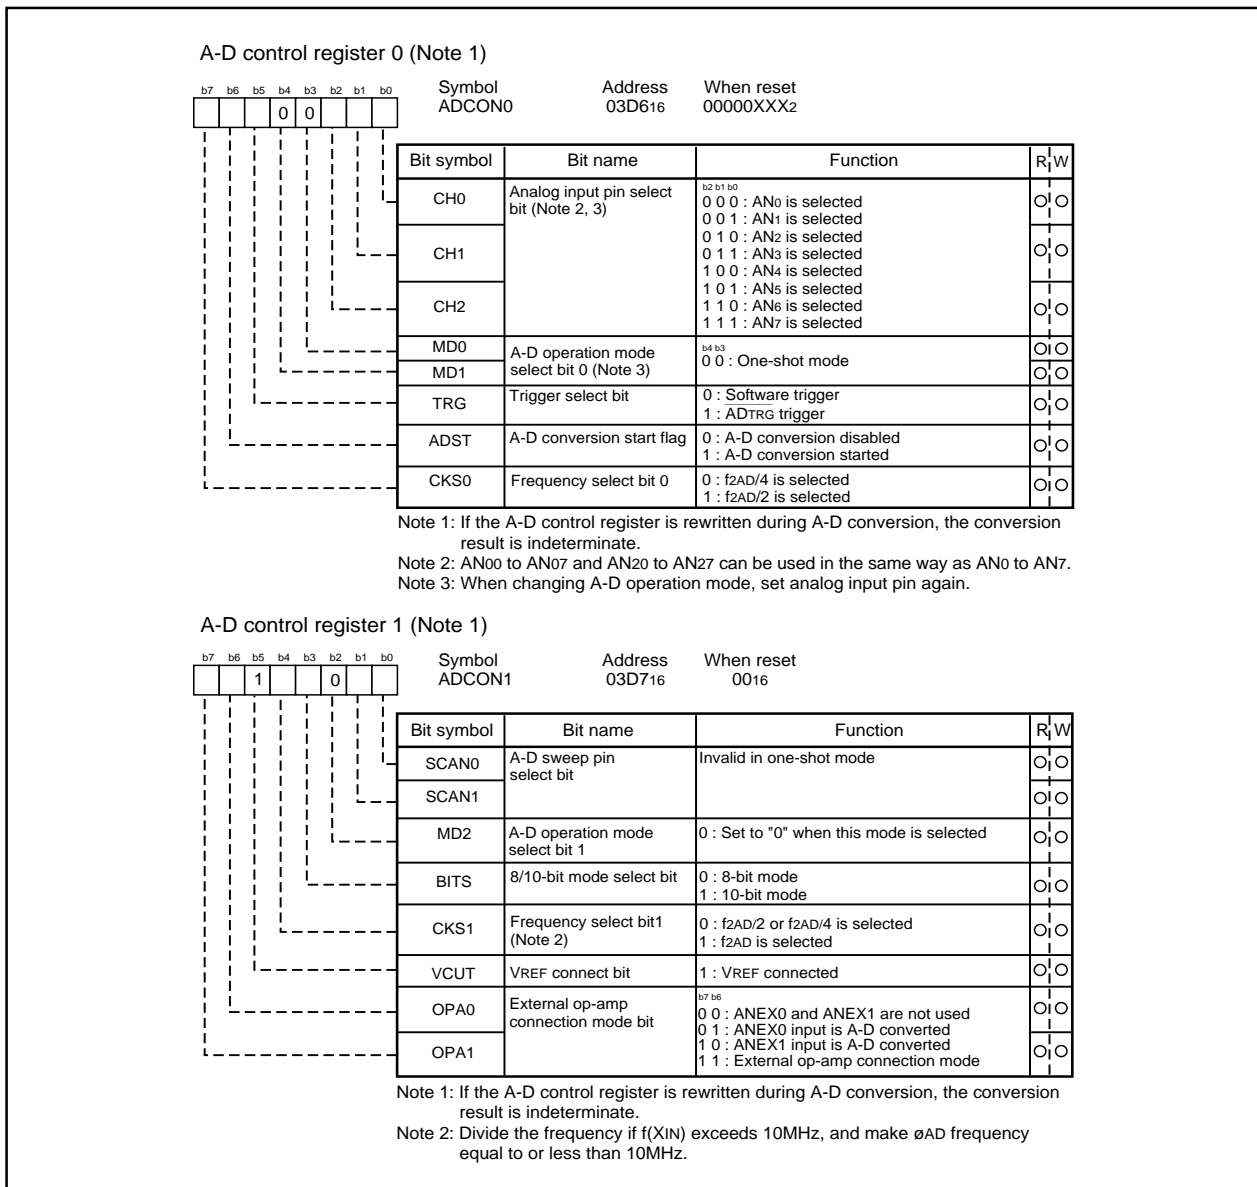 A-D control register 0 (Note 1)
b7 b6 b5 b4 b3 b2 b1 b0
0 0
Symbol Address When reset
ADCON0 03D616 00000XXX2
Bit symbol Bit name Function R W
CH0 Analog input pin select bit (Note 2, 3)
b2 b1 b0
0 0 0 : AN0 is selected
0 0 1 : AN1 is selected
0 1 0 : AN2 is selected
CH1
0 1 1 : AN3 is selected
1 0 0 : AN4 is selected
1 0 1 : AN5 is selected
CH2
1 1 0 : AN6 is selected
1 1 1 : AN7 is selected
MD0 A-D operation mode select bit 0 (Note 3)
b4 b3
0 0 : One-shot mode
MD1
TRG Trigger select bit
0 : Software trigger
1 : ADTRG trigger
ADST A-D conversion start flag
0 : A-D conversion disabled
1 : A-D conversion started
CKS0 Frequency select bit 0
0 : f2AD/4 is selected
1 : f2AD/2 is selected
Note 1: If the A-D control register is rewritten during A-D conversion, the conversion
result is indeterminate.
Note 2: AN00 to AN07 and AN20 to AN27 can be used in the same way as AN0 to AN7.
Note 3: When changing A-D operation mode, set analog input pin again.
A-D control register 1 (Note 1)
b7 b6 b5 b4 b3 b2 b1 b0
1 0
Symbol Address When reset
ADCON1 03D716 0016
Bit symbol Bit name Function R W
SCAN0 A-D sweep pin select bit
Invalid in one-shot mode
SCAN1
MD2 A-D operation mode select bit 1
0 : Set to "0" when this mode is selected
BITS 8/10-bit mode select bit
0 : 8-bit mode
1 : 10-bit mode
CKS1 Frequency select bit1 (Note 2)
0 : f2AD/2 or f2AD/4 is selected
1 : f2AD is selected
VCUT VREF connect bit
1 : VREF connected
OPA0 External op-amp connection mode bit
b7 b6
0 0 : ANEX0 and ANEX1 are not used
0 1 : ANEX0 input is A-D converted
1 0 : ANEX1 input is A-D converted
OPA1
1 1 : External op-amp connection mode
Note 1: If the A-D control register is rewritten during A-D conversion, the conversion
result is indeterminate.
Note 2: Divide the frequency if f(XIN) exceeds 10MHz, and make øAD frequency
equal to or less than 10MHz.